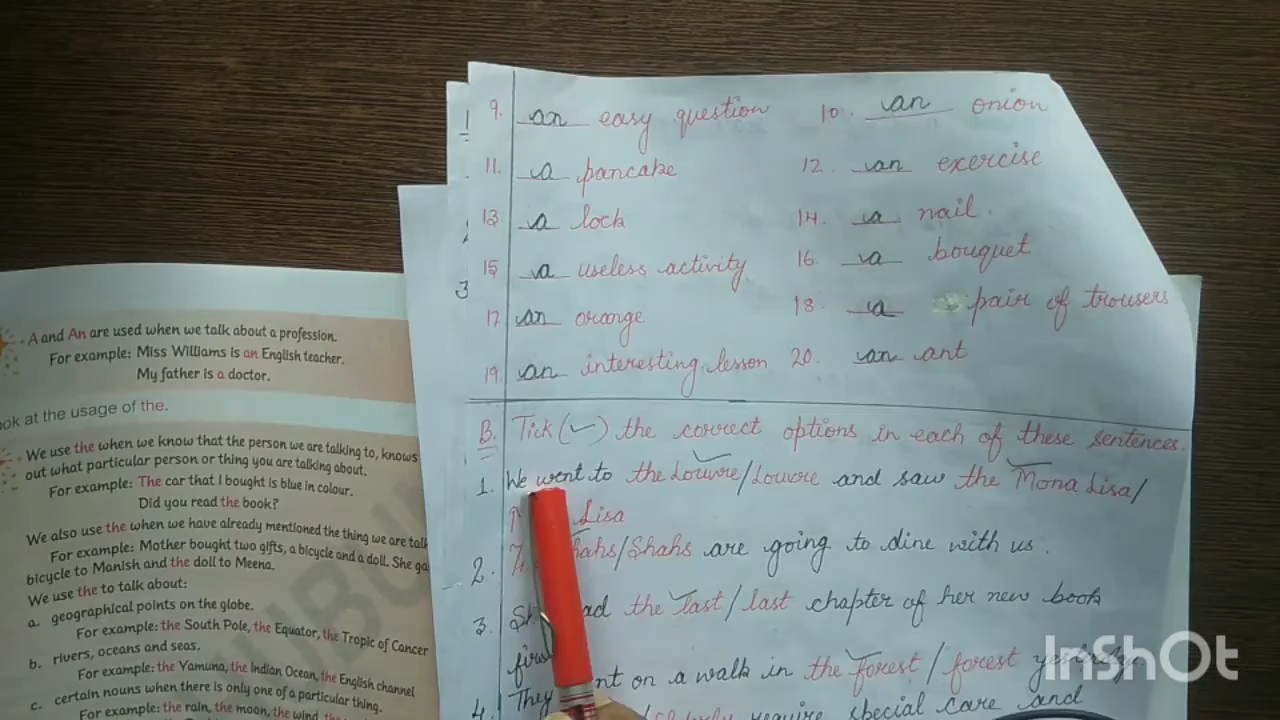 9. an easy question 10. an onion
11. a pancake 12. an exercise
13 a lock 14. a nail.
15 a useless activity 16. a bouquet
17 an orange 18. a pair of trousers
19. an interesting lesson 20. an ant
B. Tick (✓) the correct options in each of these sentences.
1. We went to the Louvre/Louvre and saw the Mona Lisa/
Lisa
2. Shahs/Shahs are going to dine with us.
3. the last/last chapter of her new book
first
4. They on a walk in the forest/forest yesterday
require special care and
3
A and An are used when we talk about a profession.
For example: Miss Williams is an English teacher.
My father is a doctor.
ook at the usage of the.
We use the when we know that the person we are talking to, knows
out what particular person or thing you are talking about.
For example: The car that I bought is blue in colour.
Did you read the book?
We also use the when we have already mentioned the thing we are talk
For example: Mother bought two gifts, a bicycle and a doll. She ga
bicycle to Manish and the doll to Meena.
We use the to talk about:
a. geographical points on the globe.
For example: the South Pole, the Equator, the Tropic of Cancer
b. rivers, oceans and seas.
For example: the Yamuna, the Indian Ocean, the English channel
c. certain nouns when there is only one of a particular thing.
For example: the rain, the moon, the wind,
InShOt